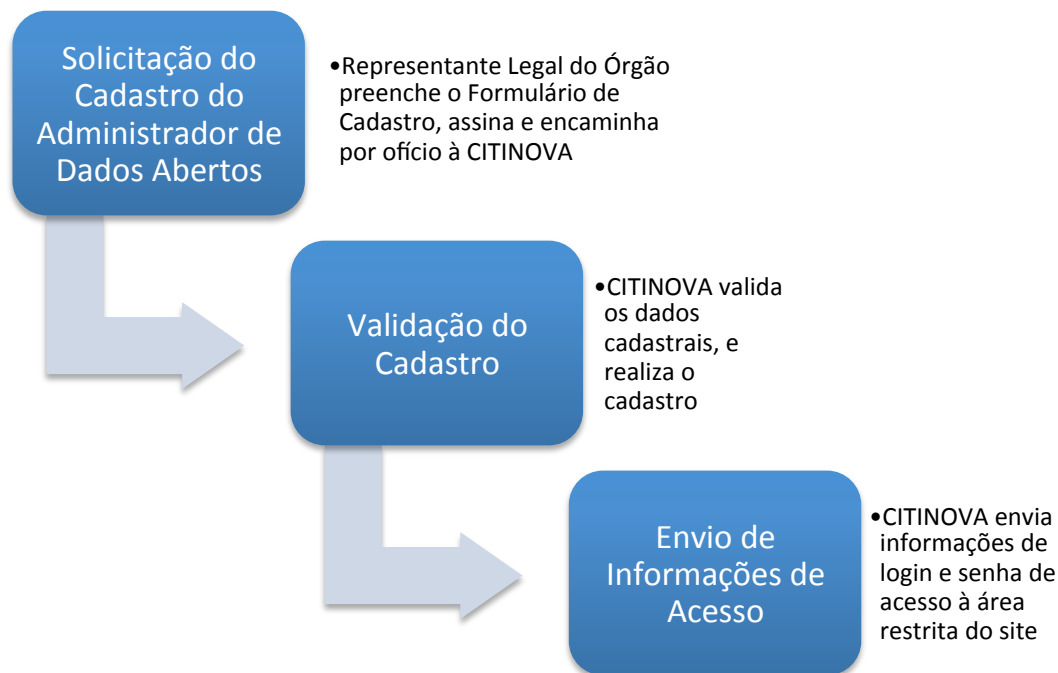 Solicitação do
Cadastro do
Administrador de
Dados Abertos
•Representante Legal do Órgão
preenche o Formulário de
Cadastro, assina e encaminha
por ofício à CITINOVA
Validação do
Cadastro
•CITINOVA valida
os dados
cadastrais, e
realiza o
cadastro
Envio de
Informações de
Acesso
•CITINOVA envia
informações de
login e senha de
acesso à área
restrita do site